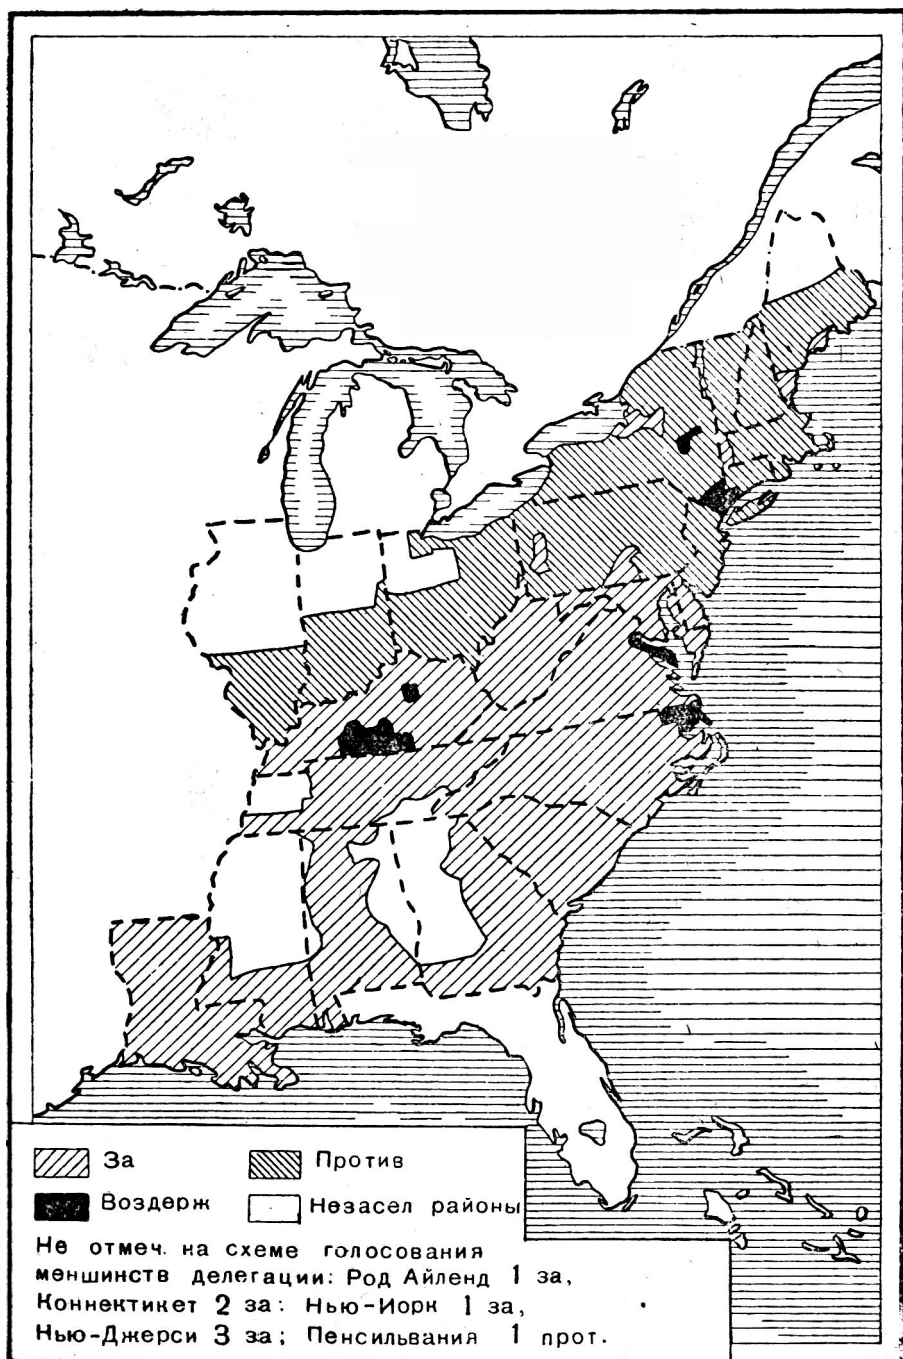 За
Против
Воздерж
Незасел районы
Не отмеч. на схеме голосования
меншинств делегации: Род Айленд 1 за,
Коннектикет 2 за: Нью-Иорк 1 за,
Нью-Джерси 3 за; Пенсильвания 1 прот.